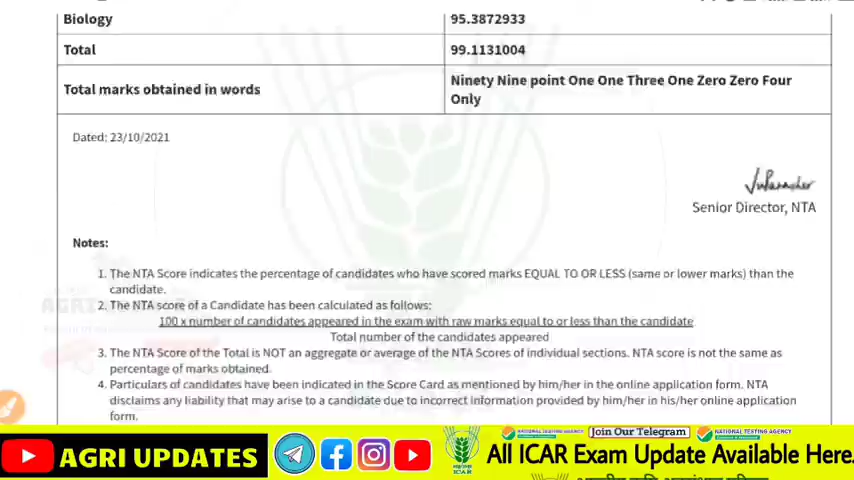 Biology 95.3872933
Total 99.1131004
Total marks obtained in words Ninety Nine point One One Three One Zero Zero Four
Only
Dated: 23/10/2021
Senior Director, NTA
Notes:
1. The NTA Score indicates the percentage of candidates who have scored marks EQUAL TO OR LESS (same or lower marks) than the
candidate.
2. The NTA score of a Candidate has been calculated as follows:
100 x number of candidates appeared in the exam with raw marks equal to or less than the candidate
Total number of the candidates appeared
3. The NTA Score of the Total is NOT an aggregate or average of the NTA Scores of individual sections. NTA score is not the same as
percentage of marks obtained.
4. Particulars of candidates have been indicated in the Score Card as mentioned by him/her in the online application form. NTA
disclaims any liability that may arise to a candidate due to incorrect information provided by him/her in his/her online application
form.
NATIONAL TESTING AGENCY Join Our Telegram NATIONAL TESTING AGENCY
AGRI UPDATES
ICAR
All ICAR Exam Update Available Here.